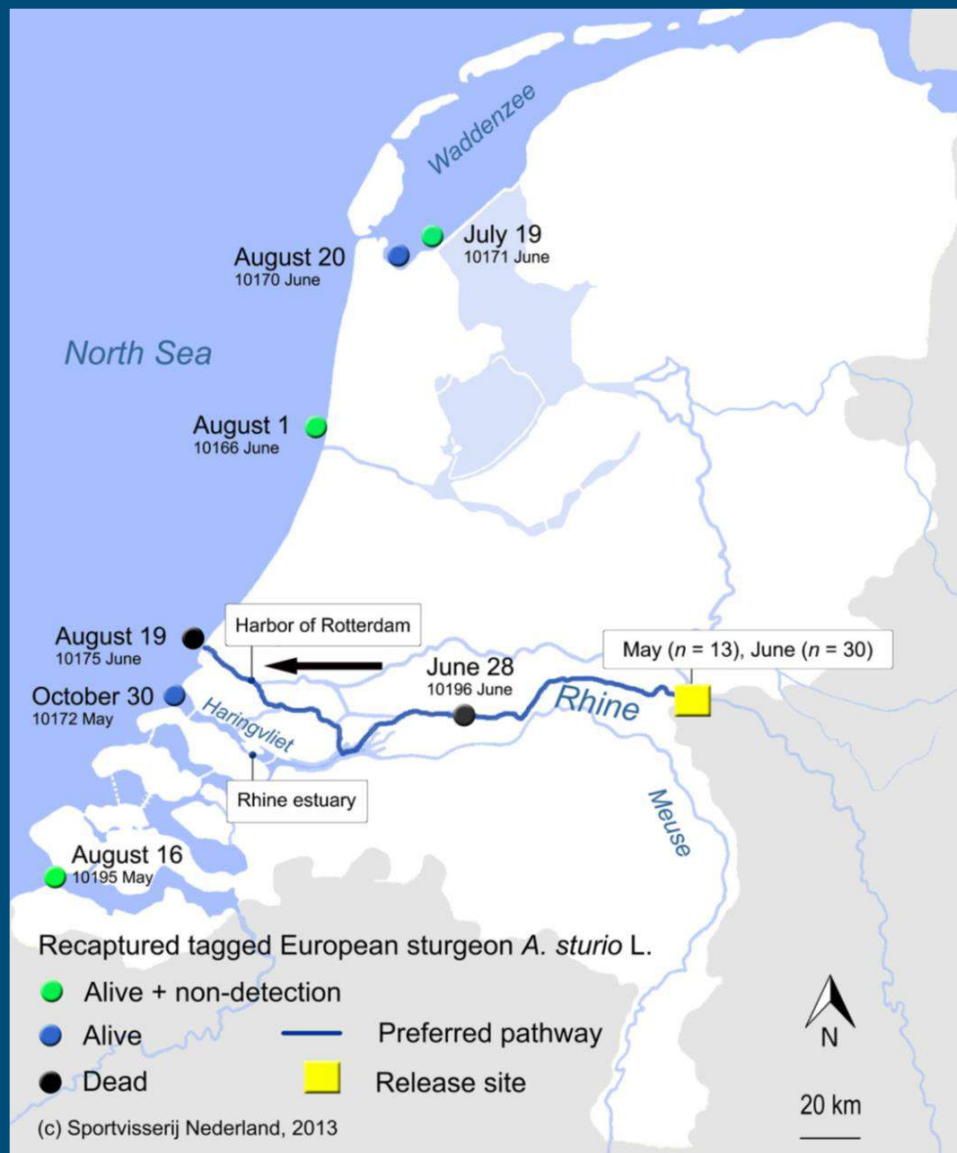 Waddenzee
July 19
10171 June
August 20
10170 June
North Sea
August 1
10166 June
August 19
10175 June
Harbor of Rotterdam
May (n = 13), June (n = 30)
June 28
10196 June
Rhine
October 30
10172 May
Haringvliet
Rhine estuary
Meuse
August 16
10195 May
Recaptured tagged European sturgeon A. sturio L.
Alive + non-detection
Alive
Preferred pathway
Dead
Release site
N
20 km
(c) Sportvisserij Nederland, 2013